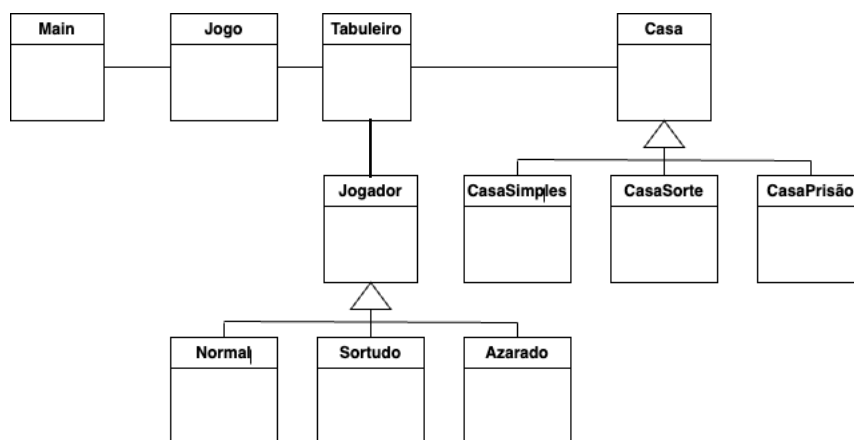 Main
Jogo
Tabuleiro
Casa
Jogador
CasaSimples
CasaSorte
CasaPrisão
Normal
Sortudo
Azarado